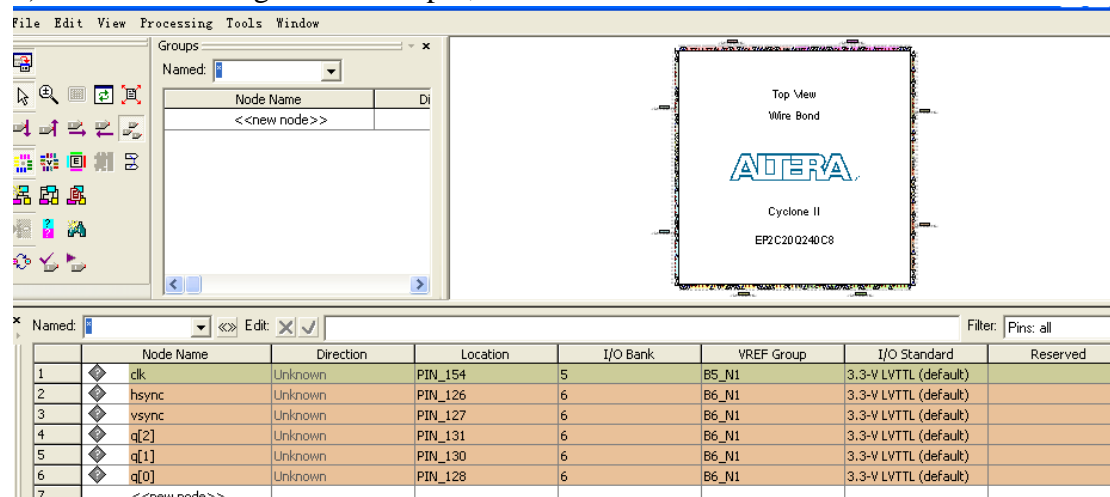 File Edit View Processing Tools Window
Groups
Named: *
Node Name Di
<<new node>>
Top View
Wire Bond
ALTERA
Cyclone II
EP2C20Q240C8
Named: * Edit: Filter: Pins: all
Node Name Direction Location I/O Bank VREF Group I/O Standard Reserved
1 clk Unknown PIN_154 5 B5_N1 3.3-V LVTTL (default)
2 hsync Unknown PIN_126 6 B6_N1 3.3-V LVTTL (default)
3 vsync Unknown PIN_127 6 B6_N1 3.3-V LVTTL (default)
4 q[2] Unknown PIN_131 6 B6_N1 3.3-V LVTTL (default)
5 q[1] Unknown PIN_130 6 B6_N1 3.3-V LVTTL (default)
6 q[0] Unknown PIN_128 6 B6_N1 3.3-V LVTTL (default)
7 <<new node>>